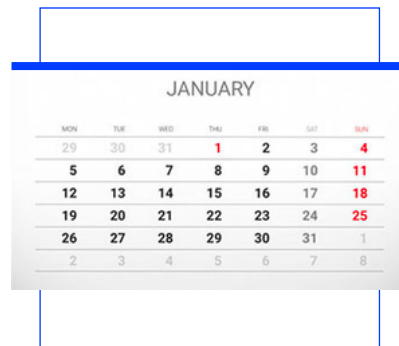 JANUARY
MON TUE WED THU FRI SAT SUN
29 30 31 1 2 3 4
5 6 7 8 9 10 11
12 13 14 15 16 17 18
19 20 21 22 23 24 25
26 27 28 29 30 31 1
2 3 4 5 6 7 8